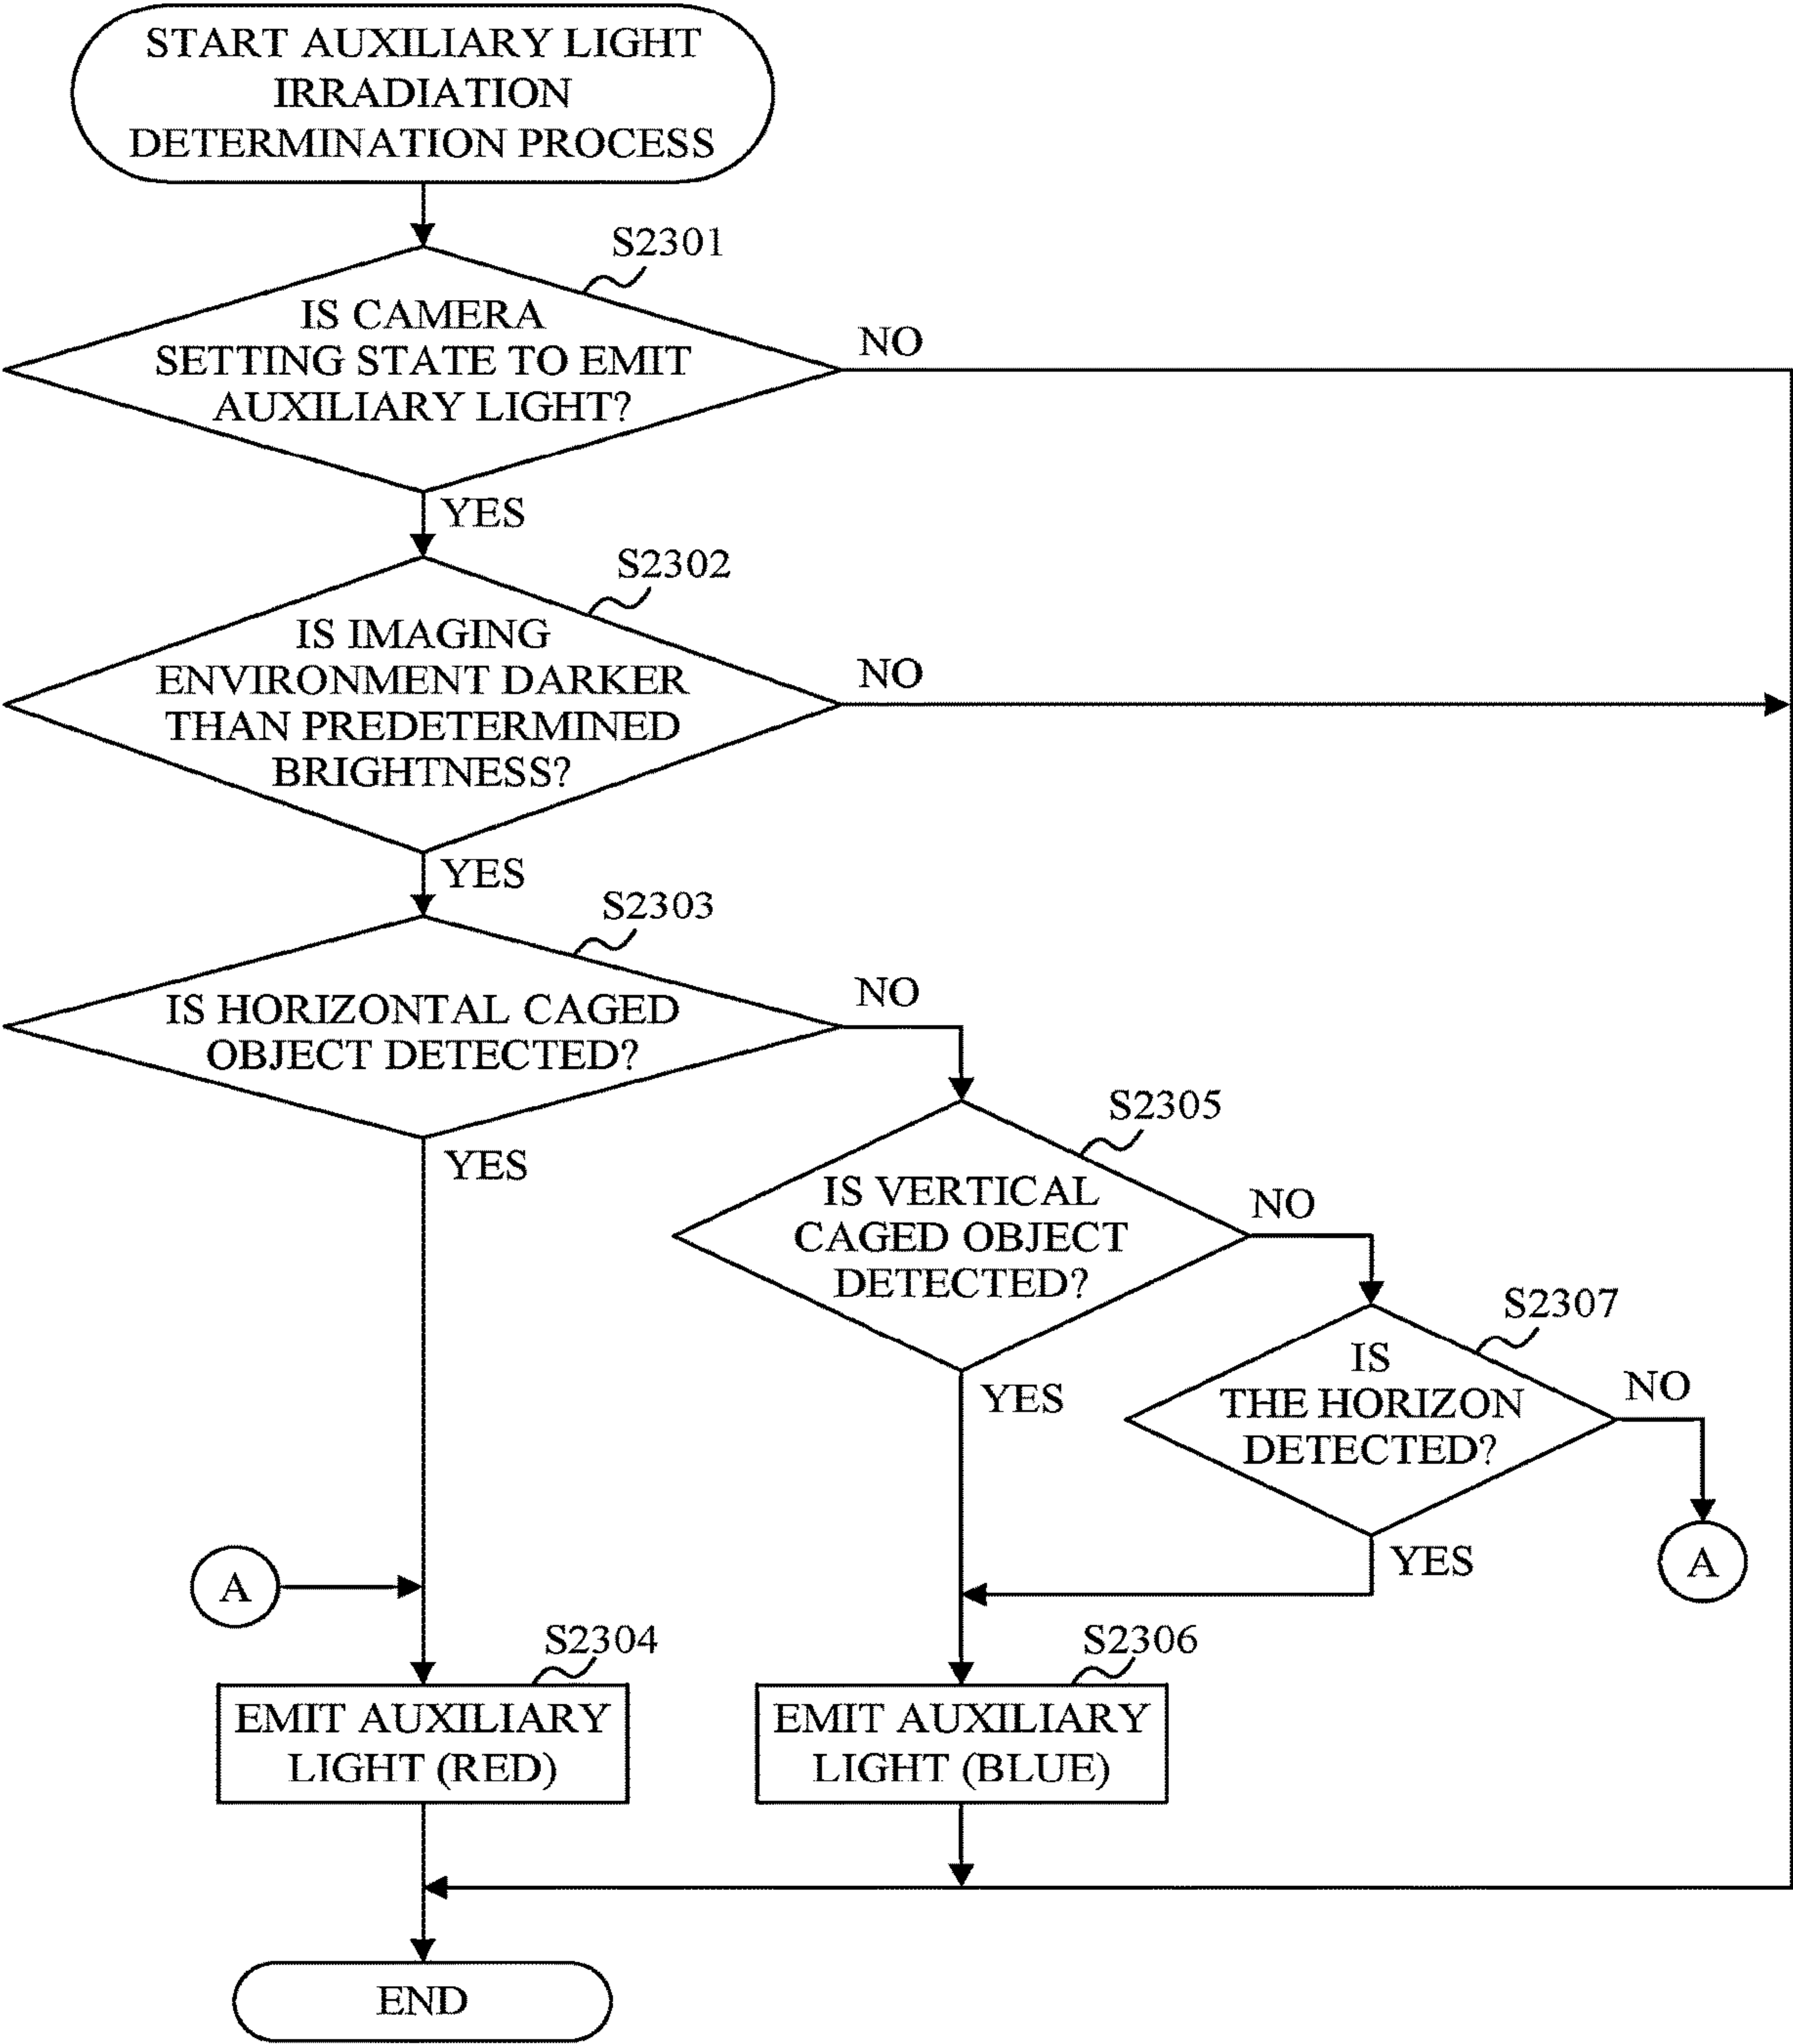 START AUXILIARY LIGHT
IRRADIATION
DETERMINATION PROCESS
S2301
IS CAMERA
SETTING STATE TO EMIT
AUXILIARY LIGHT?
NO
YES
S2302
IS IMAGING
ENVIRONMENT DARKER
THAN PREDETERMINED
BRIGHTNESS?
NO
YES
S2303
IS HORIZONTAL CAGED
OBJECT DETECTED?
NO
YES
S2305
IS VERTICAL
CAGED OBJECT
DETECTED?
NO
YES
S2307
IS
THE HORIZON
DETECTED?
NO
YES
A
A
S2304
EMIT AUXILIARY
LIGHT (RED)
S2306
EMIT AUXILIARY
LIGHT (BLUE)
END